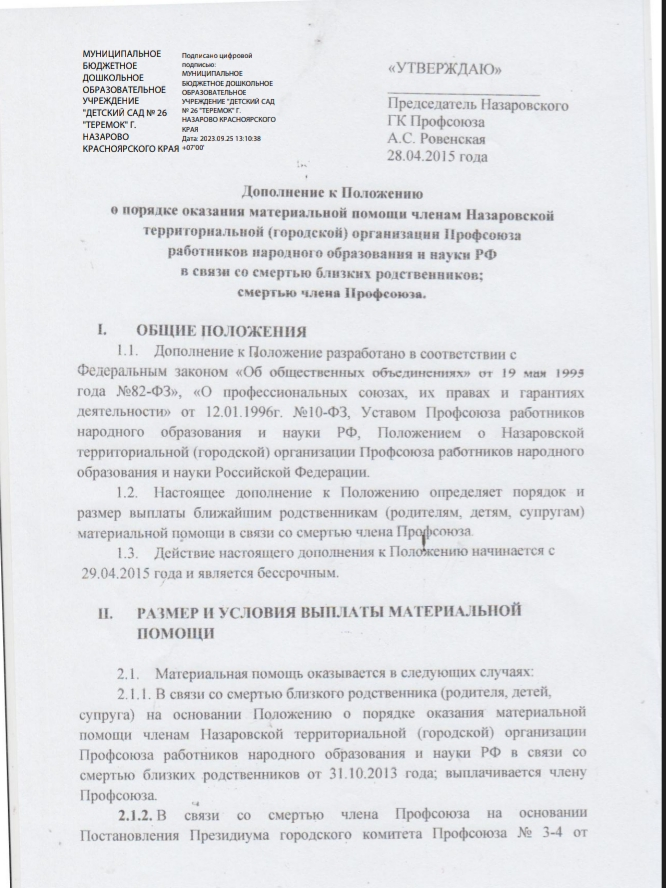 МУНИЦИПАЛЬНОЕ
БЮДЖЕТНОЕ
ДОШКОЛЬНОЕ
ОБРАЗОВАТЕЛЬНОЕ
УЧРЕЖДЕНИЕ
"ДЕТСКИЙ САД № 26
"ТЕРЕМОК" Г.
НАЗАРОВО
КРАСНОЯРСКОГО КРАЯ
Подписано цифровой
подписью:
МУНИЦИПАЛЬНОЕ
БЮДЖЕТНОЕ ДОШКОЛЬНОЕ
ОБРАЗОВАТЕЛЬНОЕ
УЧРЕЖДЕНИЕ "ДЕТСКИЙ САД
№ 26 "ТЕРЕМОК" Г.
НАЗАРОВО КРАСНОЯРСКОГО
КРАЯ
Дата: 2023.09.25 13:10:38
+07'00'
«УТВЕРЖДАЮ»
Председатель Назаровского
ГК Профсоюза
А.С. Ровенская
28.04.2015 года
Дополнение к Положению
о порядке оказания материальной помощи членам Назаровской
территориальной (городской) организации Профсоюза
работников народного образования и науки РФ
в связи со смертью близких родственников;
смертью члена Профсоюза.
I. ОБЩИЕ ПОЛОЖЕНИЯ
1.1. Дополнение к Положение разработано в соответствии с
Федеральным законом «Об общественных объединениях» от 19 мая 1995
года №82-ФЗ», «О профессиональных союзах, их правах и гарантиях
деятельности» от 12.01.1996г. №10-ФЗ, Уставом Профсоюза работников
народного образования и науки РФ, Положением о Назаровской
территориальной (городской) организации Профсоюза работников народного
образования и науки Российской Федерации.
1.2. Настоящее дополнение к Положению определяет порядок и
размер выплаты ближайшим родственникам (родителям, детям, супругам)
материальной помощи в связи со смертью члена Профсоюза.
1.3. Действие настоящего дополнения к Положению начинается с
29.04.2015 года и является бессрочным.
II. РАЗМЕР И УСЛОВИЯ ВЫПЛАТЫ МАТЕРИАЛЬНОЙ
ПОМОЩИ
2.1. Материальная помощь оказывается в следующих случаях:
2.1.1. В связи со смертью близкого родственника (родителя, детей,
супруга) на основании Положению о порядке оказания материальной
помощи членам Назаровской территориальной (городской) организации
Профсоюза работников народного образования и науки РФ в связи со
смертью близких родственников от 31.10.2013 года; выплачивается члену
Профсоюза.
2.1.2. В связи со смертью члена Профсоюза на основании
Постановления Президиума городского комитета Профсоюза № 3-4 от